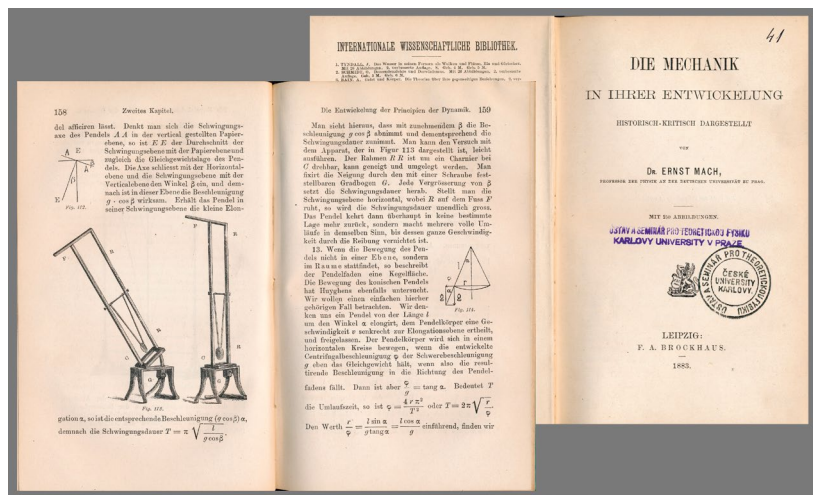 INTERNATIONALE WISSENSCHAFTLICHE BIBLIOTHEK.
41
DIE MECHANIK
IN IHRER ENTWICKELUNG
HISTORISCH-KRITISCH DARGESTELLT
VON
DR. ERNST MACH,
PROFESSOR DER PHYSIK AN DER DEUTSCHEN UNIVERSITÄT ZU PRAG.
MIT 250 ABBILDUNGEN.
ÚSTAV A SEMINÁŘ PRO TEORETICKOU FYSIKU
KARLOVY UNIVERSITY V PRAZE
ÚSTAV A SEMINÁŘ PRO THEORETICKOU FYSIKU
ČESKÉ
UNIVERSITY
KARLOVY.
LEIPZIG:
F. A. BROCKHAUS.
1883.
158 Zweites Kapitel.
del afficiren lässt. Denkt man sich die Schwingungs-
axe des Pendels A A in der vertical gestellten Papier-
ebene, so ist E E der Durchschnitt der
Schwingungsebene mit der Papierebene und
zugleich die Gleichgewichtslage des Pen-
dels. Die Axe schliesst mit der Horizontal-
ebene und die Schwingungsebene mit der
Verticalebene den Winkel β ein, und dem-
nach ist in dieser Ebene die Beschleunigung
g · cos β wirksam. Erhält das Pendel in
seiner Schwingungsebene die kleine Elon-
Fig. 112.
Fig. 113.
gation α, so ist die entsprechende Beschleunigung (g cos β) α,
demnach die Schwingungsdauer T = π √ l / g cos β.
Die Entwickelung der Principien der Dynamik. 159
Man sieht hieraus, dass mit zunehmendem β die Be-
schleunigung g cos β abnimmt und dementsprechend die
Schwingungsdauer zunimmt. Man kann den Versuch mit
dem Apparat, der in Figur 113 dargestellt ist, leicht
ausführen. Der Rahmen R R ist um ein Charnier bei
C drehbar, kann geneigt und umgelegt werden. Man
fixirt die Neigung durch den mit einer Schraube fest-
stellbaren Gradbogen G. Jede Vergrösserung von β
setzt die Schwingungsdauer herab. Stellt man die
Schwingungsebene horizontal, wobei R auf dem Fuss F
ruht, so wird die Schwingungsdauer unendlich gross.
Das Pendel kehrt dann überhaupt in keine bestimmte
Lage mehr zurück, sondern macht mehrere volle Um-
läufe in demselben Sinn, bis dessen ganze Geschwindig-
keit durch die Reibung vernichtet ist.
13. Wenn die Bewegung des Pen-
dels nicht in einer Ebene, sondern
im Raume stattfindet, so beschreibt
der Pendelfaden eine Kegelfläche.
Die Bewegung des konischen Pendels
hat Huyghens ebenfalls untersucht.
Wir wollen einen einfachen hierher
gehörigen Fall betrachten. Wir den-
ken uns ein Pendel von der Länge l
um den Winkel α elongirt, dem Pendelkörper eine Ge-
schwindigkeit v senkrecht zur Elongationsebene ertheilt,
und freigelassen. Der Pendelkörper wird sich in einem
horizontalen Kreise bewegen, wenn die entwickelte
Centrifugalbeschleunigung φ der Schwerebeschleunigung
g eben das Gleichgewicht hält, wenn also die resul-
tirende Beschleunigung in die Richtung des Pendel-
fadens fällt. Dann ist aber φ/g = tang α. Bedeutet T
die Umlaufszeit, so ist φ = 4 r π² / T² oder T = 2π √ r/φ.
Den Werth r/φ = l sin α / g tang α = l cos α / g einführend, finden wir
Fig. 114.